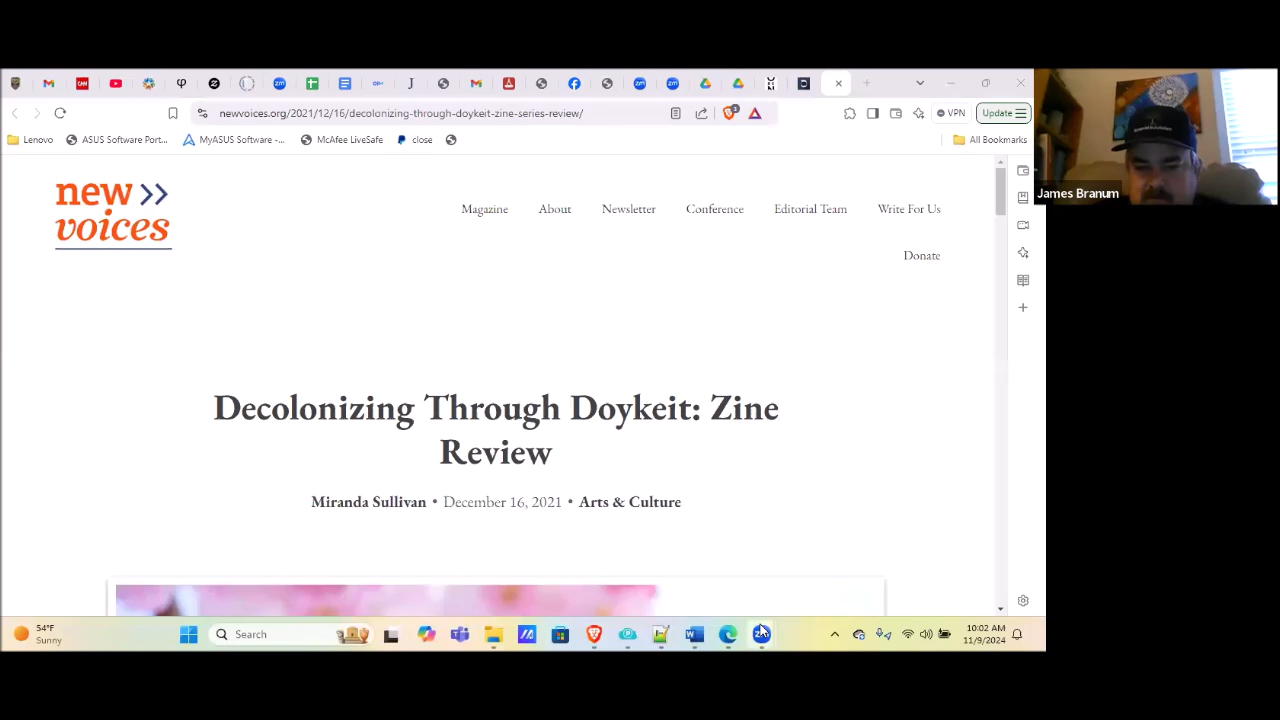 newvoices.org/2021/12/16/decolonizing-through-doykeit-zine-series-review/
VPN
Update
Lenovo
ASUS Software Port...
MyASUS Software -...
McAfee LiveSafe
close
All Bookmarks
new
voices
Magazine
About
Newsletter
Conference
Editorial Team
Write For Us
Donate
James Branum
Decolonizing Through Doykeit: Zine
Review
Miranda Sullivan • December 16, 2021 • Arts & Culture
54°F
Sunny
Search
10:02 AM
11/9/2024